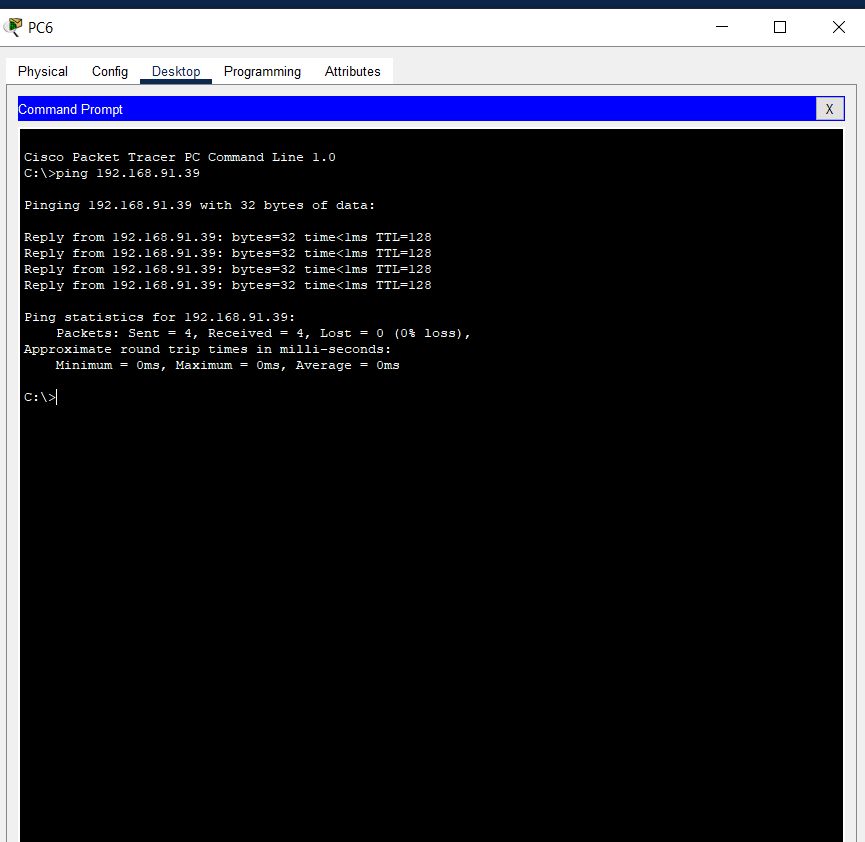 PC6
Physical Config Desktop Programming Attributes
Command Prompt X
Cisco Packet Tracer PC Command Line 1.0
C:\>ping 192.168.91.39
Pinging 192.168.91.39 with 32 bytes of data:
Reply from 192.168.91.39: bytes=32 time<1ms TTL=128
Reply from 192.168.91.39: bytes=32 time<1ms TTL=128
Reply from 192.168.91.39: bytes=32 time<1ms TTL=128
Reply from 192.168.91.39: bytes=32 time<1ms TTL=128
Ping statistics for 192.168.91.39:
Packets: Sent = 4, Received = 4, Lost = 0 (0% loss),
Approximate round trip times in milli-seconds:
Minimum = 0ms, Maximum = 0ms, Average = 0ms
C:\>